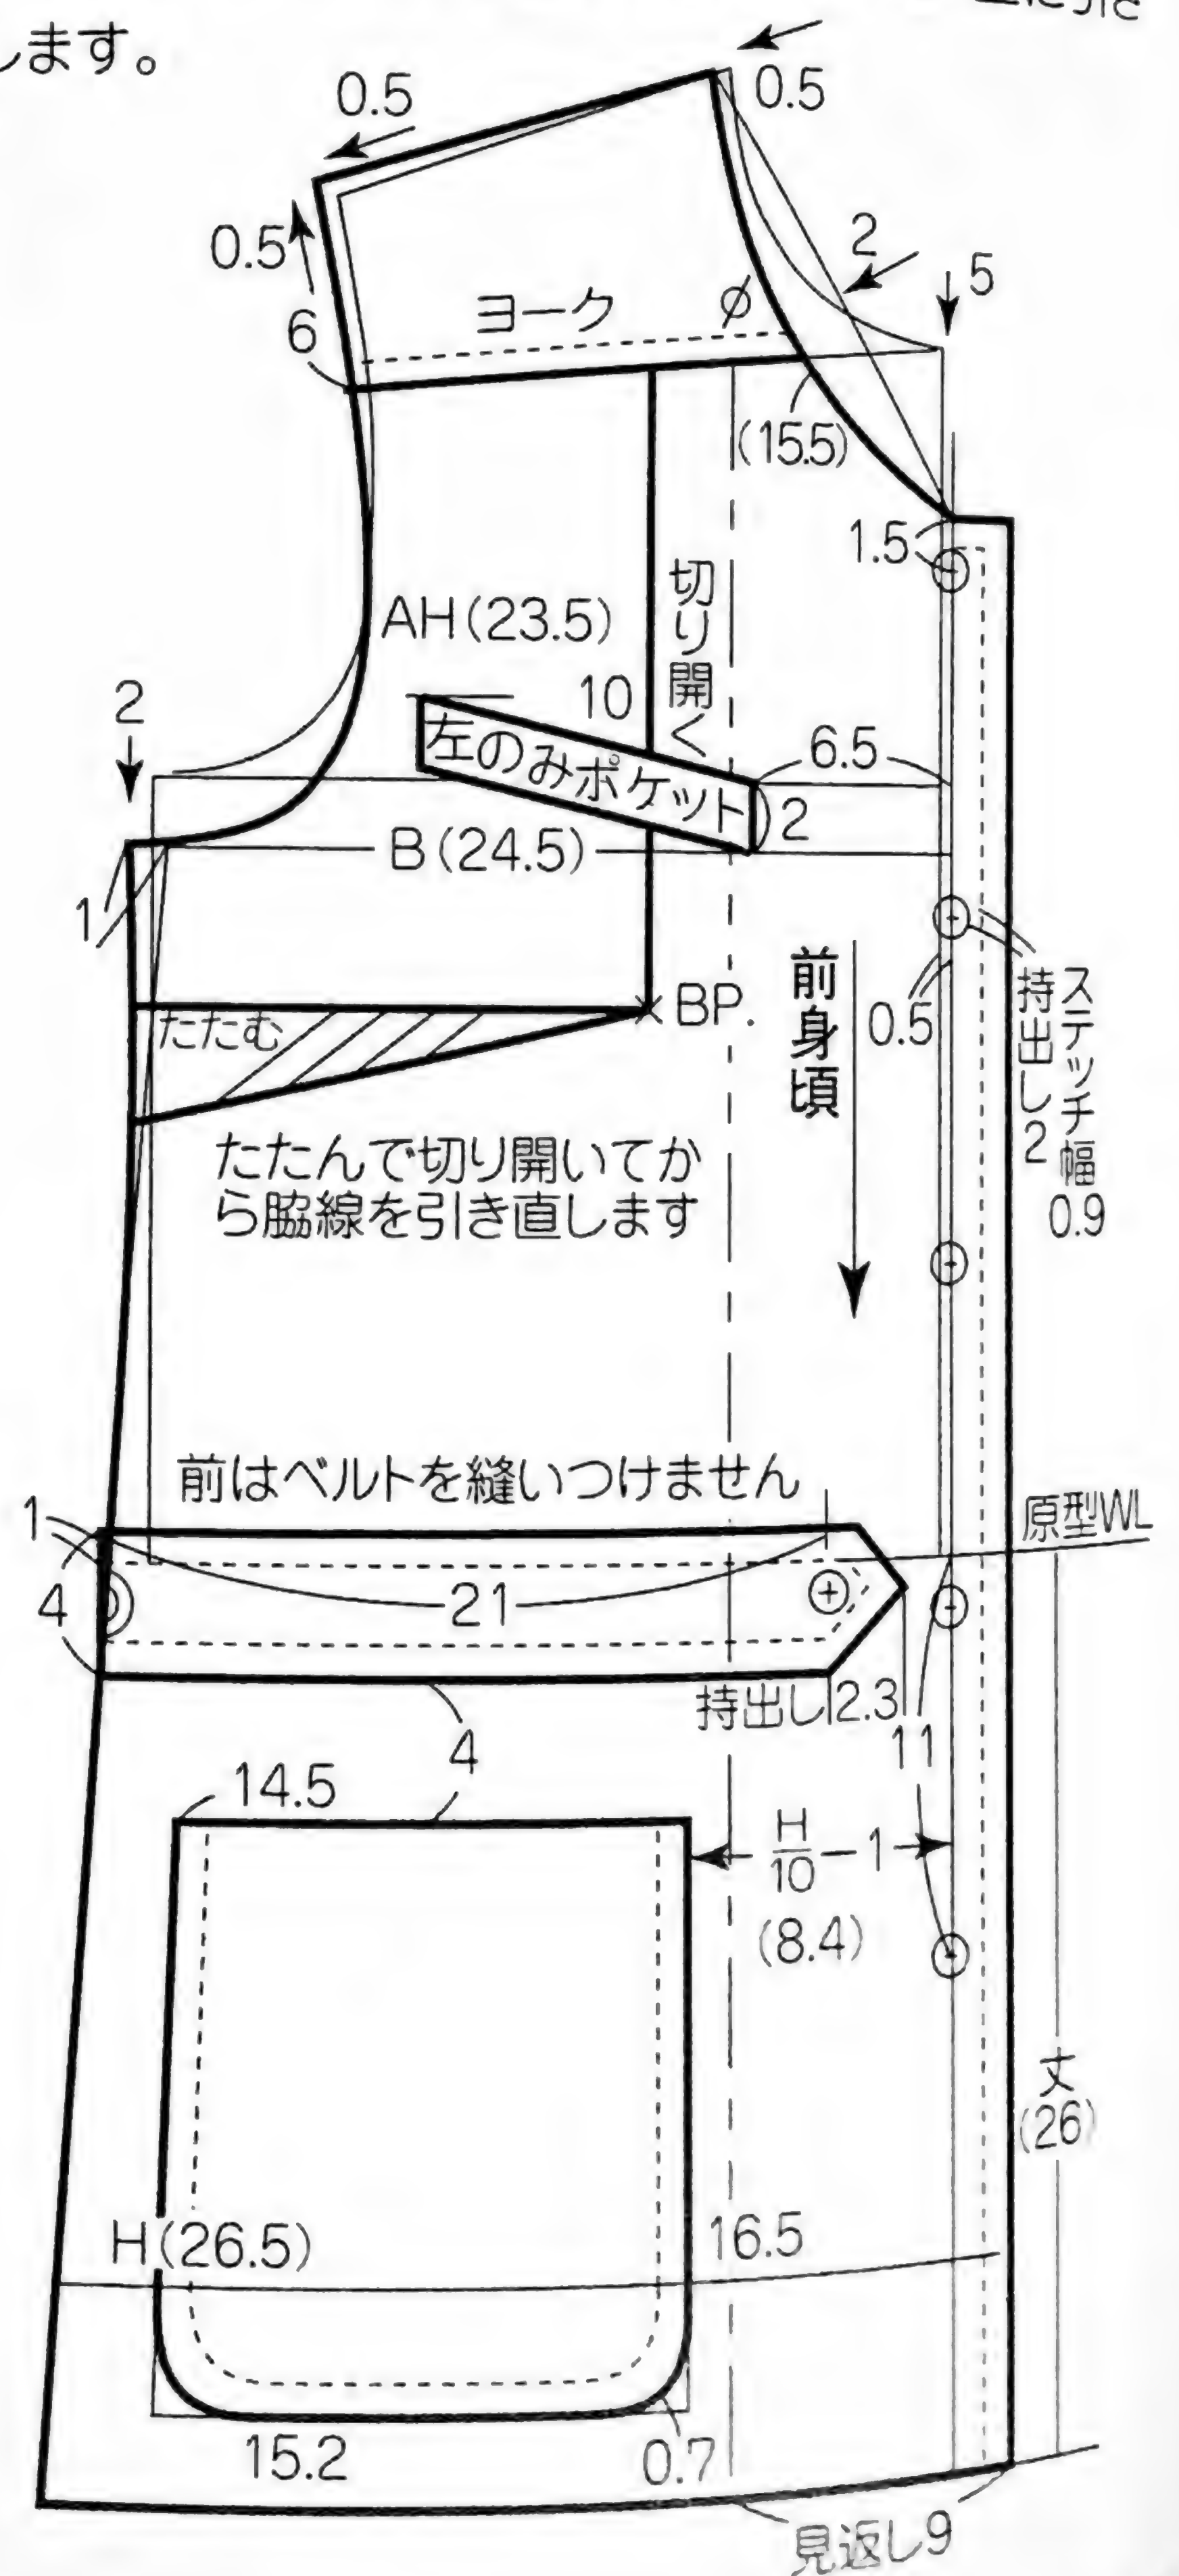 します。
0.5
0.5
0.5
2
5
6
ヨーク
φ
(15.5)
1.5
切り開く
AH(23.5)
2
10
左のみポケット
6.5
2
B(24.5)
1
BP.
前身頃
0.5
ステッチ幅0.9
持出し2
たたむ
たたんで切り開いてか
ら脇線を引き直します
前はベルトを縫いつけません
原型WL
1
4
21
持出し2.3
11
4
14.5
H/10−1
(8.4)
丈
(26)
H(26.5)
16.5
15.2
0.7
見返し9